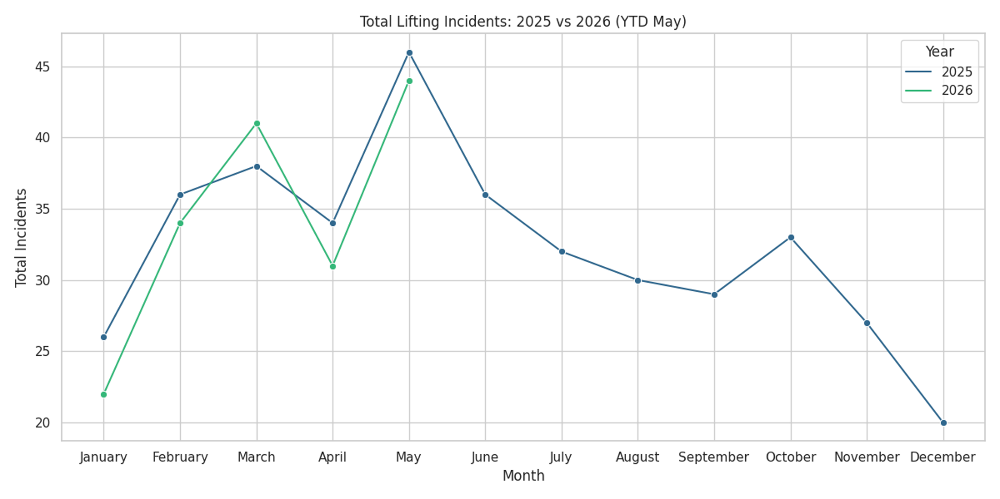 Total Lifting Incidents: 2025 vs 2026 (YTD May)
Year
2025
2026
Total Incidents
45
40
35
30
25
20
January February March April May June July August September October November December
Month